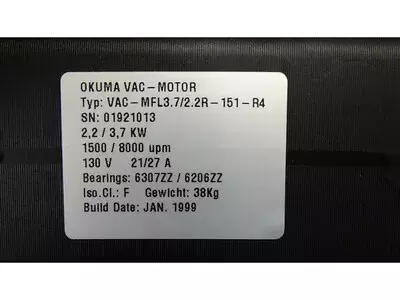 OKUMA VAC-MOTOR
Typ: VAC-MFL3.7/2.2R-151-R4
SN: 01921013
2,2 / 3,7 KW
1500 / 8000 upm
130 V 21/27 A
Bearings: 6307ZZ / 6206ZZ
Iso.Cl.: F Gewicht: 38Kg
Build Date: JAN. 1999